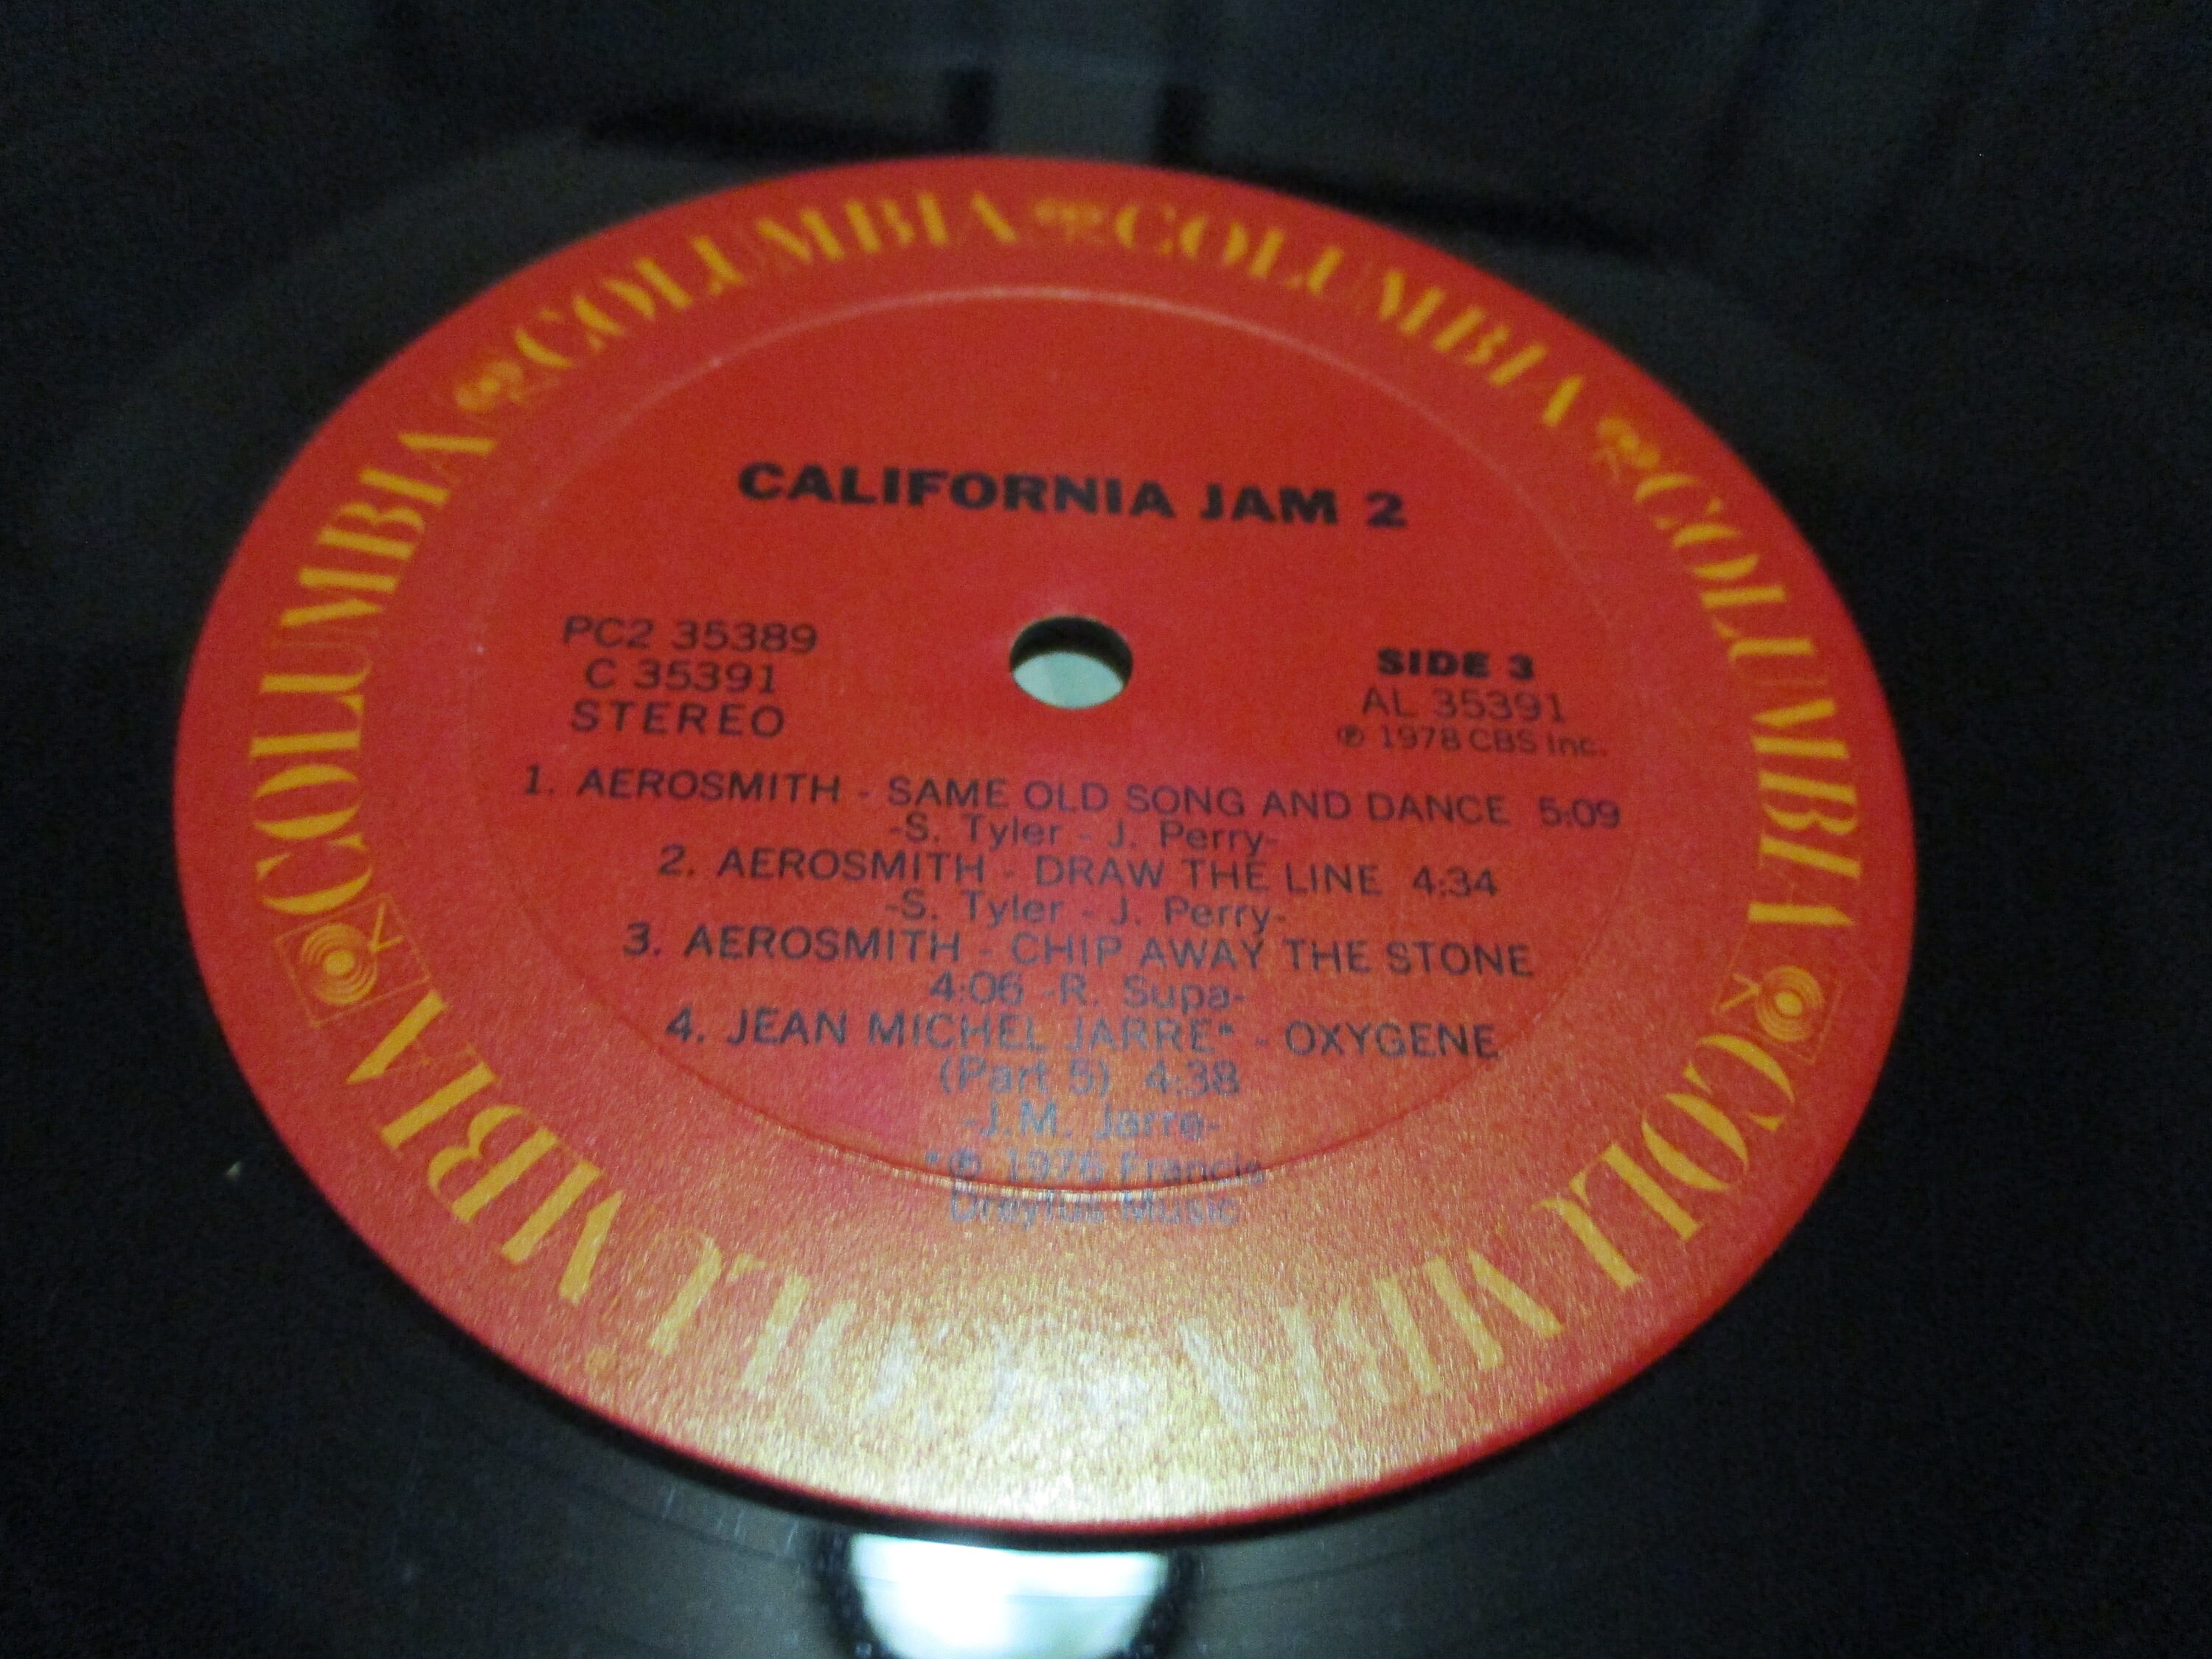 COLUMBIA COLUMBIA COLUMBIA COLUMBIA COLUMBIA COLUMBIA
CALIFORNIA JAM 2
PC2 35389
C 35391
STEREO
SIDE 3
AL 35391
℗ 1978 CBS Inc.
1. AEROSMITH - SAME OLD SONG AND DANCE 5:09
-S. Tyler - J. Perry-
2. AEROSMITH - DRAW THE LINE 4:34
-S. Tyler - J. Perry-
3. AEROSMITH - CHIP AWAY THE STONE
4:06 -R. Supa-
4. JEAN MICHEL JARRE* - OXYGENE
(Part 5) 4:38
-J.M. Jarre-
*℗ 1976 Francis
Dreyfus Music